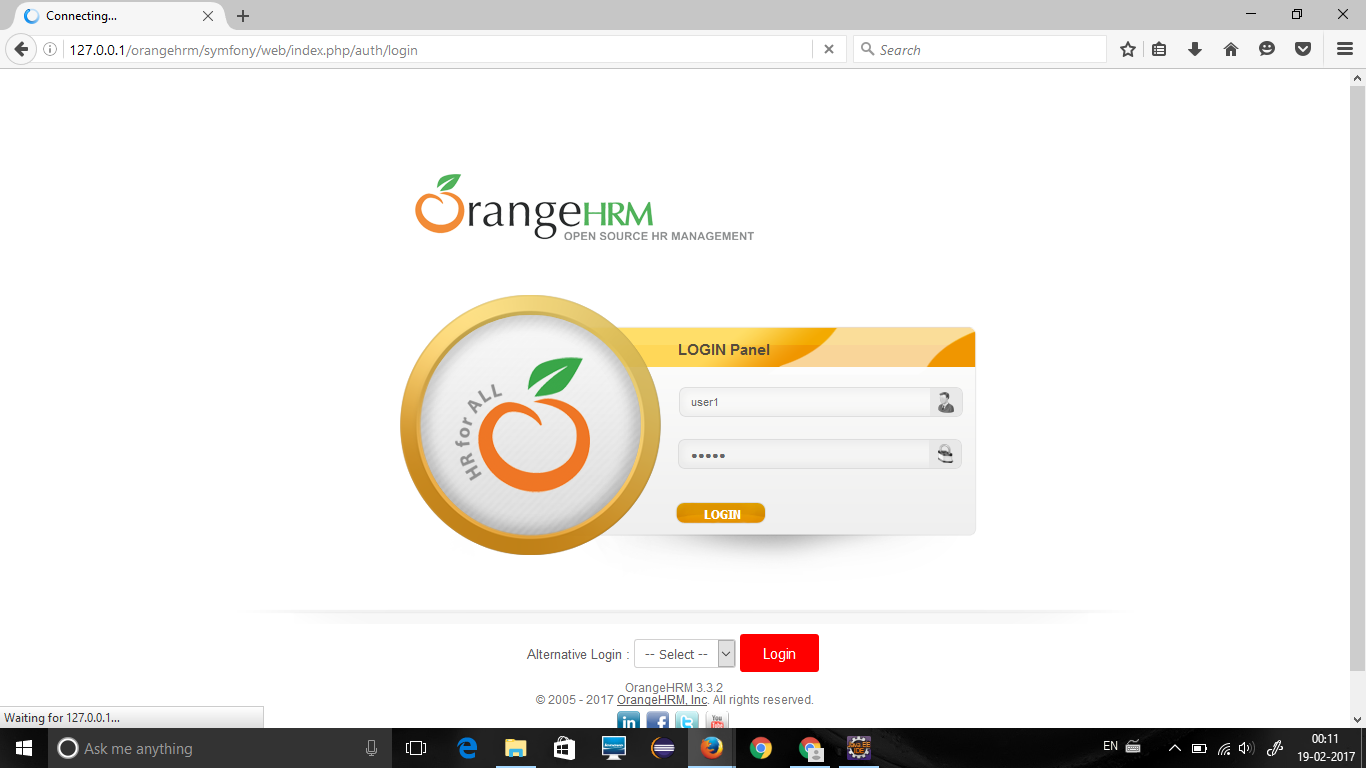 Connecting...
127.0.0.1/orangehrm/symfony/web/index.php/auth/login
Search
OrangeHRM
OPEN SOURCE HR MANAGEMENT
HR for ALL
LOGIN Panel
user1
•••••
LOGIN
Alternative Login : -- Select -- Login
OrangeHRM 3.3.2
© 2005 - 2017 OrangeHRM, Inc. All rights reserved.
in f t You
Waiting for 127.0.0.1...
Ask me anything
EN
00:11
19-02-2017